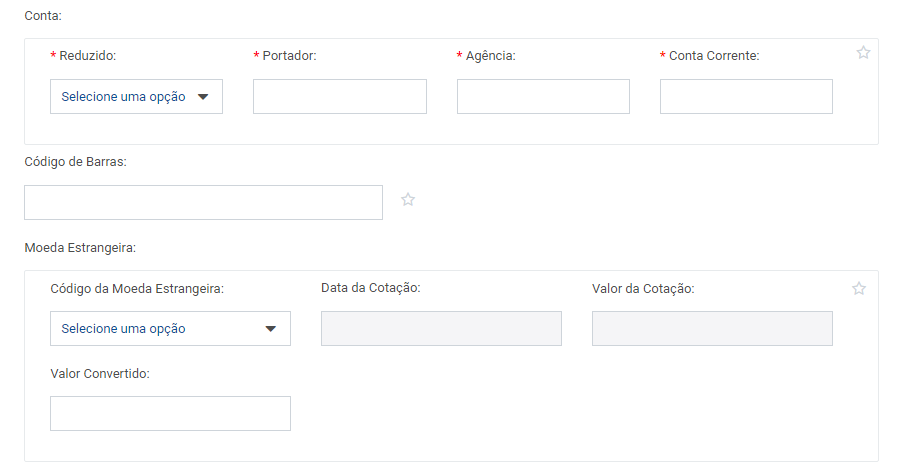 Conta:
* Reduzido: * Portador: * Agência: * Conta Corrente:
Selecione uma opção
Código de Barras:
Moeda Estrangeira:
Código da Moeda Estrangeira: Data da Cotação: Valor da Cotação:
Selecione uma opção
Valor Convertido: